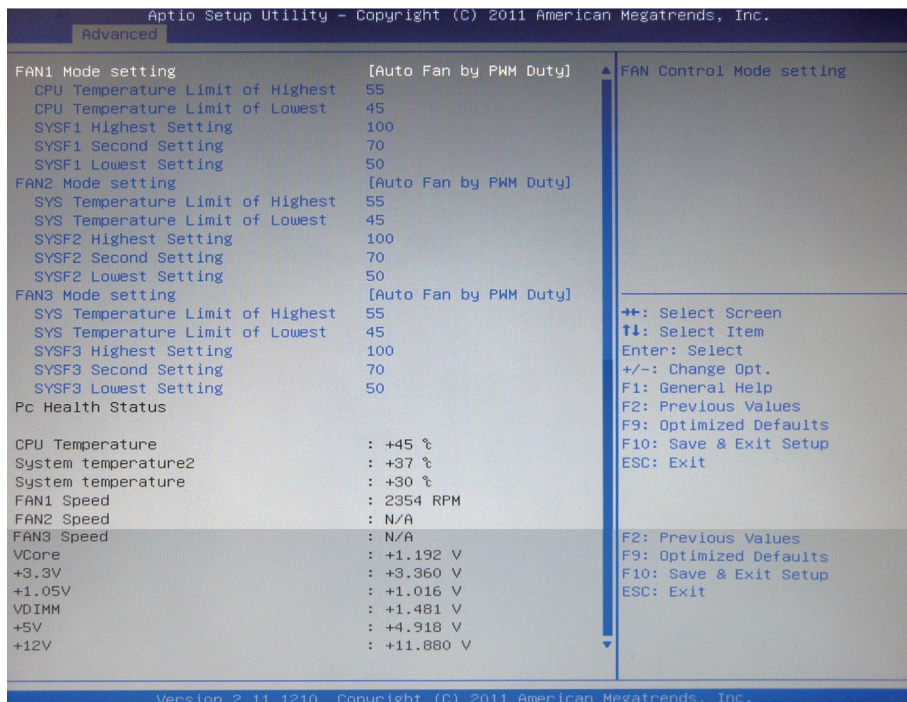 Aptio Setup Utility – Copyright (C) 2011 American Megatrends, Inc.
Advanced
FAN1 Mode setting [Auto Fan by PWM Duty]
CPU Temperature Limit of Highest 55
CPU Temperature Limit of Lowest 45
SYSF1 Highest Setting 100
SYSF1 Second Setting 70
SYSF1 Lowest Setting 50
FAN2 Mode setting [Auto Fan by PWM Duty]
SYS Temperature Limit of Highest 55
SYS Temperature Limit of Lowest 45
SYSF2 Highest Setting 100
SYSF2 Second Setting 70
SYSF2 Lowest Setting 50
FAN3 Mode setting [Auto Fan by PWM Duty]
SYS Temperature Limit of Highest 55
SYS Temperature Limit of Lowest 45
SYSF3 Highest Setting 100
SYSF3 Second Setting 70
SYSF3 Lowest Setting 50
Pc Health Status
CPU Temperature : +45 ℃
System temperature2 : +37 ℃
System temperature : +30 ℃
FAN1 Speed : 2354 RPM
FAN2 Speed : N/A
FAN3 Speed : N/A
VCore : +1.192 V
+3.3V : +3.360 V
+1.05V : +1.016 V
VDIMM : +1.481 V
+5V : +4.918 V
+12V : +11.880 V
FAN Control Mode setting
→←: Select Screen
↑↓: Select Item
Enter: Select
+/-: Change Opt.
F1: General Help
F2: Previous Values
F9: Optimized Defaults
F10: Save & Exit Setup
ESC: Exit
F2: Previous Values
F9: Optimized Defaults
F10: Save & Exit Setup
ESC: Exit
Version 2.11.1210. Copyright (C) 2011 American Megatrends, Inc.